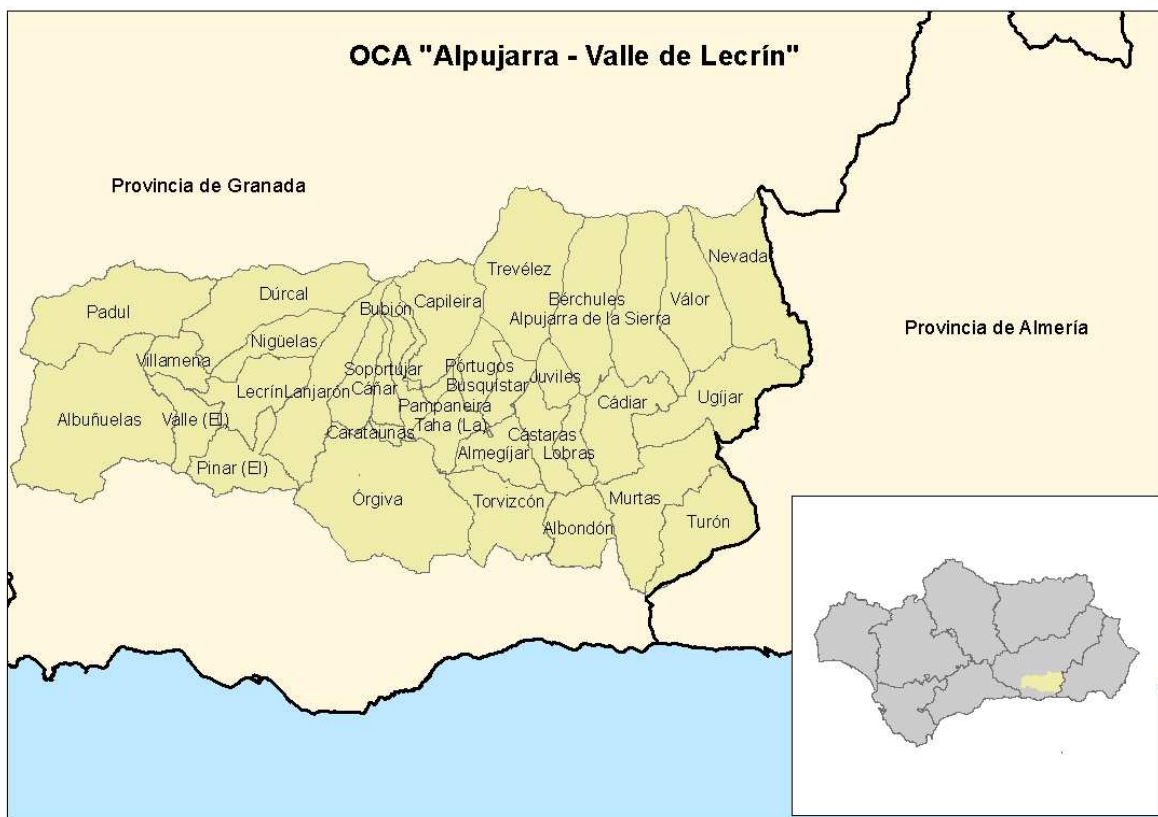 OCA "Alpujarra - Valle de Lecrín"
Provincia de Granada
Provincia de Almería
Nevada
Trevélez
Dúrcal
Bérchules
Válor
Capileira
Bubión
Padul
Alpujarra de la Sierra
Nigüelas
Villamena
Soportújar
Pórtugos
Juviles
Busquístar
Cáñar
Lecrín
Lanjarón
Ugíjar
Cádiar
Pampaneira
Albuñuelas
Valle (El)
Taha (La)
Carataunas
Cástaras
Almegíjar
Lobras
Pinar (El)
Órgiva
Torvizcón
Murtas
Albondón
Turón